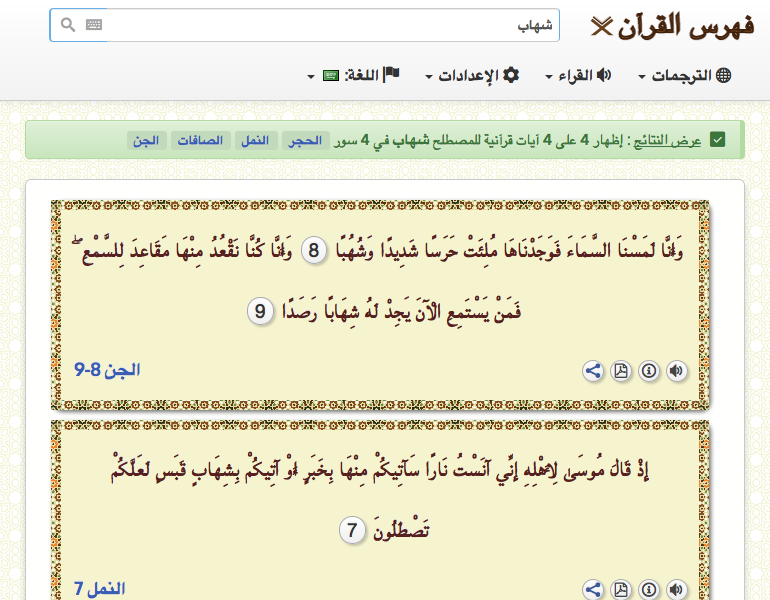 فهرس القرآن
شهاب
الترجمات
القراء
الإعدادات
اللغة:
عرض النتائج : إظهار 4 على 4 آيات قرآنية للمصطلح شهاب في 4 سور الحجر النمل الصافات الجن
وَأَنَّا لَمَسْنَا السَّمَاءَ فَوَجَدْنَاهَا مُلِئَتْ حَرَسًا شَدِيدًا وَشُهُبًا 8 وَأَنَّا كُنَّا نَقْعُدُ مِنْهَا مَقَاعِدَ لِلسَّمْعِ ۖ
فَمَنْ يَسْتَمِعِ الْآنَ يَجِدْ لَهُ شِهَابًا رَصَدًا 9
الجن 8-9
إِذْ قَالَ مُوسَىٰ لِأَهْلِهِ إِنِّي آنَسْتُ نَارًا سَآتِيكُمْ مِنْهَا بِخَبَرٍ أَوْ آتِيكُمْ بِشِهَابٍ قَبَسٍ لَعَلَّكُمْ
تَصْطَلُونَ 7
النمل 7